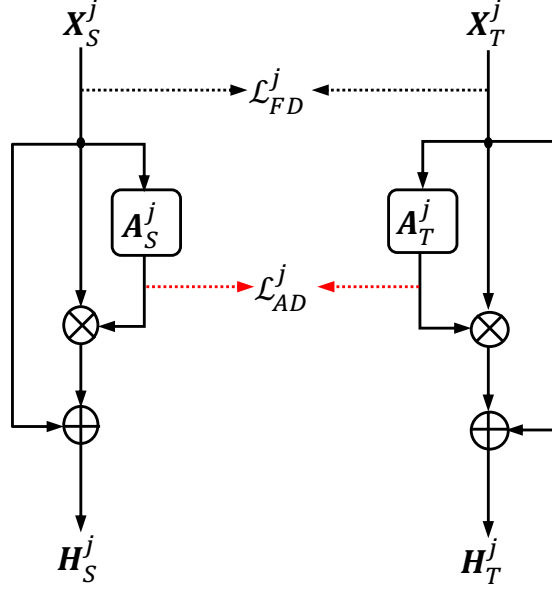 X_S^j X_T^j
ℒ_FD^j
A_S^j A_T^j
ℒ_AD^j
H_S^j H_T^j